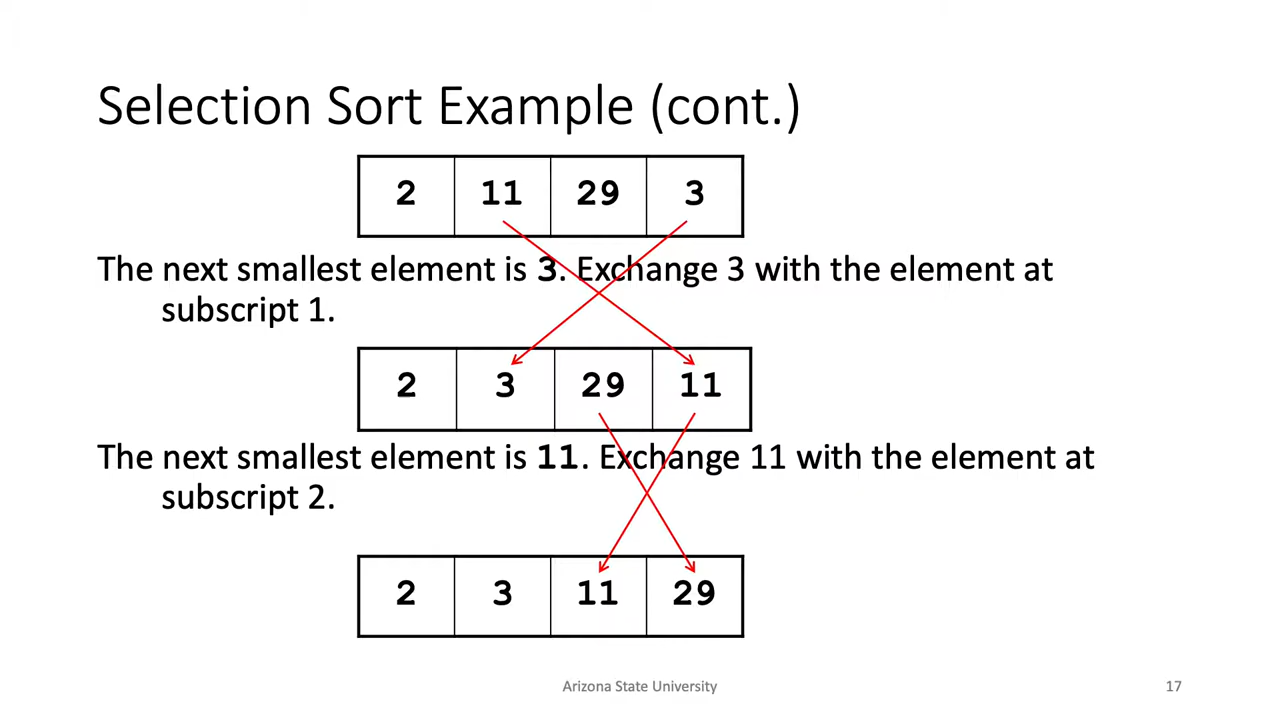 Selection Sort Example (cont.)
2 11 29 3
The next smallest element is 3. Exchange 3 with the element at
subscript 1.
2 3 29 11
The next smallest element is 11. Exchange 11 with the element at
subscript 2.
2 3 11 29
Arizona State University
17